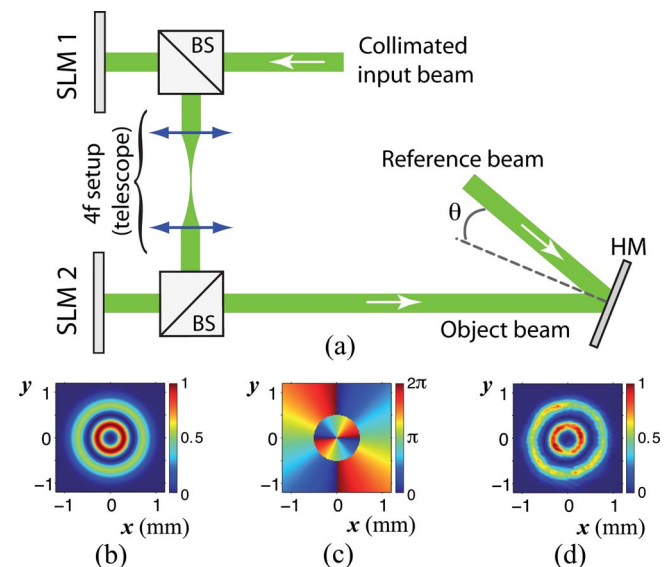 SLM 1
BS
Collimated
input beam
4f setup
(telescope)
Reference beam
θ
HM
SLM 2
BS
Object beam
(a)
y
1
0
-1
-1
0
1
x (mm)
1
0.5
0
(b)
y
1
0
-1
-1
0
1
x (mm)
2π
π
0
(c)
y
1
0
-1
-1
0
1
x (mm)
1
0.5
0
(d)